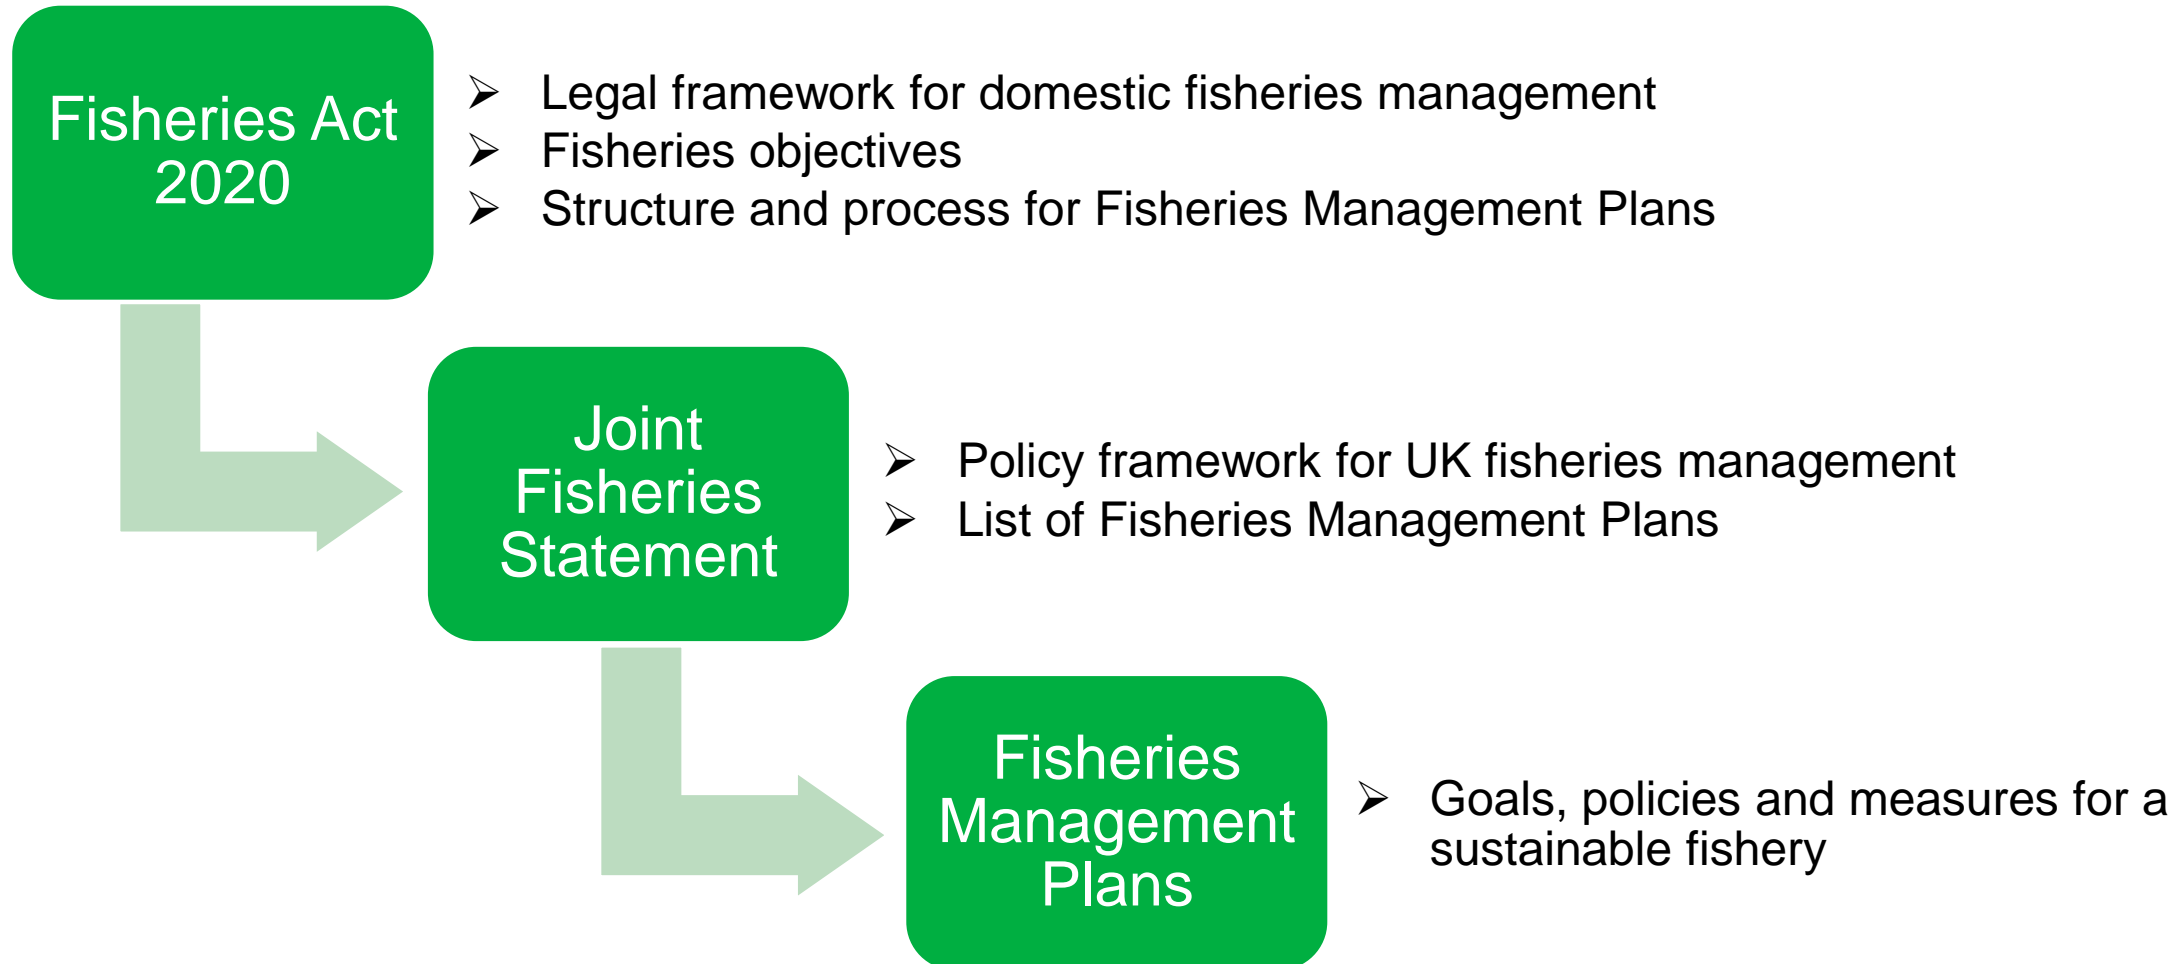 Fisheries Act
2020
➢ Legal framework for domestic fisheries management
➢ Fisheries objectives
➢ Structure and process for Fisheries Management Plans
Joint
Fisheries
Statement
➢ Policy framework for UK fisheries management
➢ List of Fisheries Management Plans
Fisheries
Management
Plans
➢ Goals, policies and measures for a
sustainable fishery